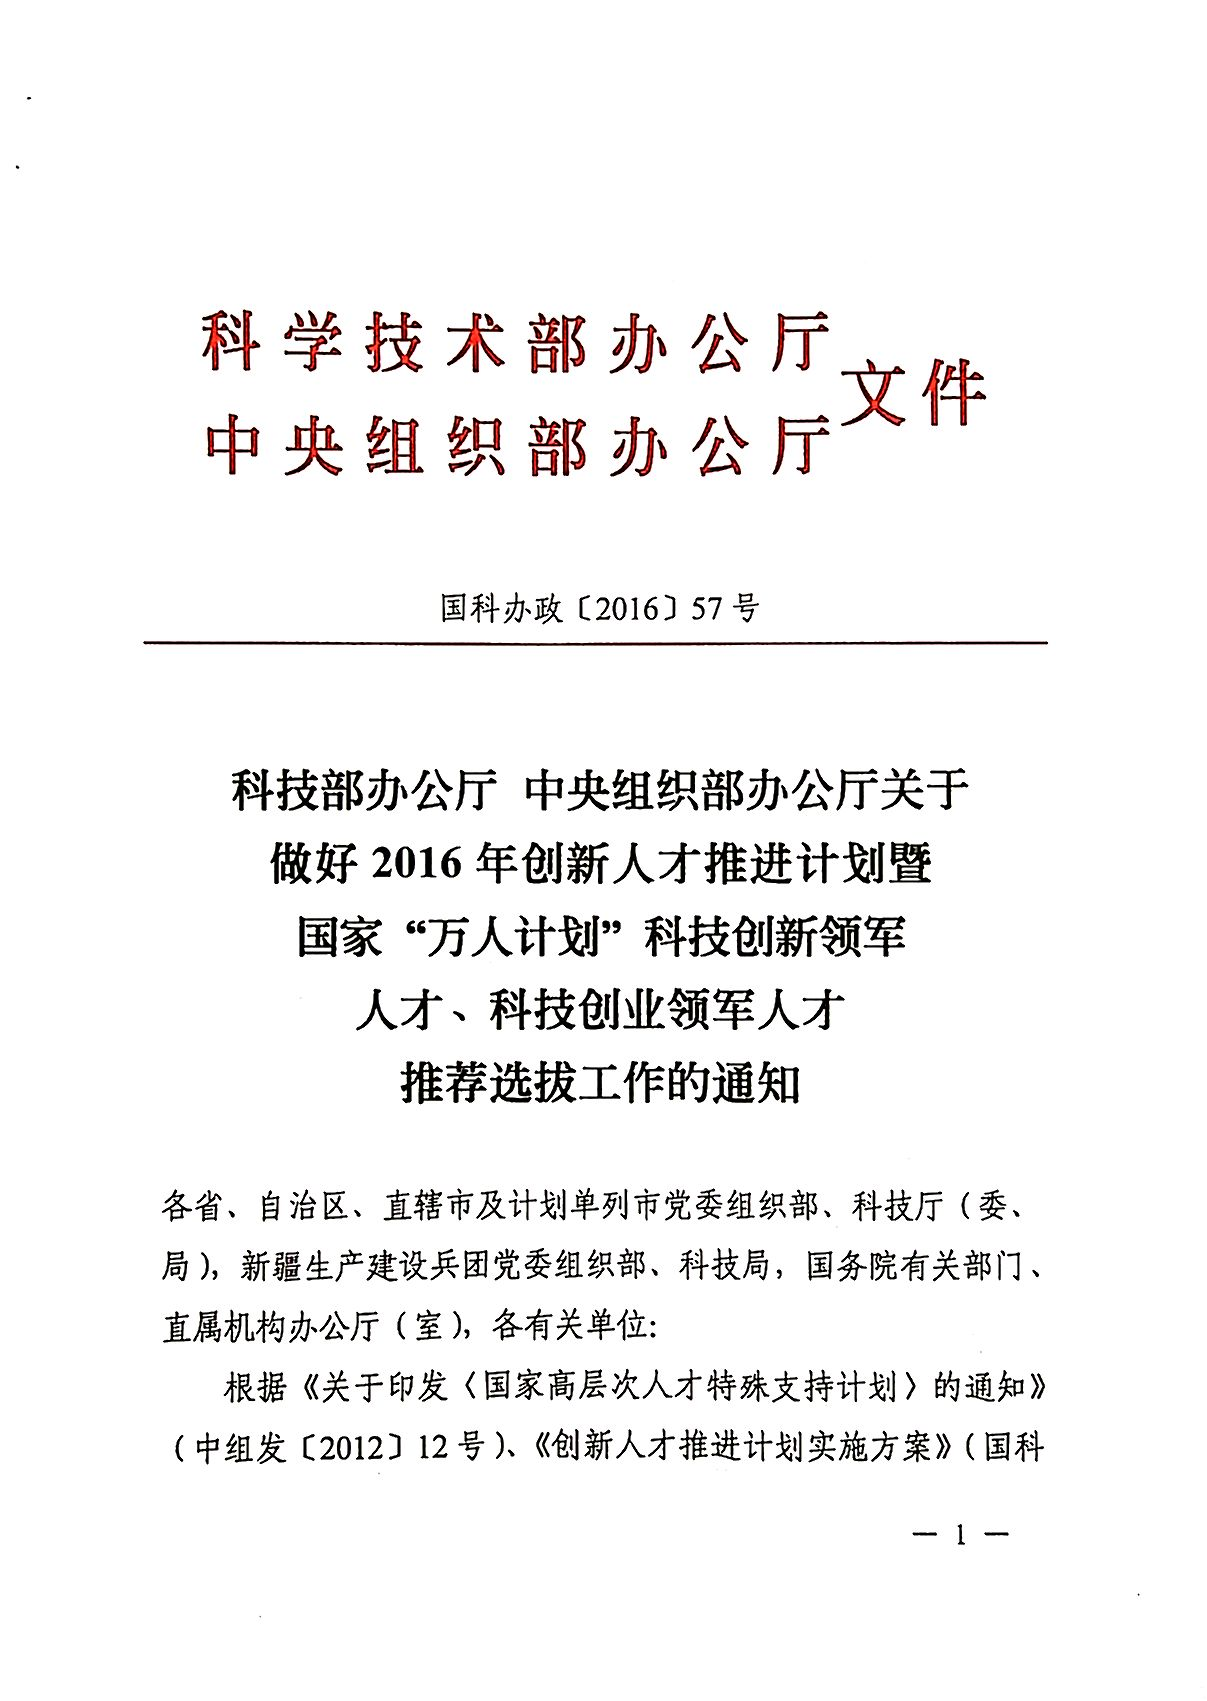 科学技术部办公厅
中央组织部办公厅
文件
国科办政〔2016〕57号
科技部办公厅 中央组织部办公厅关于
做好 2016 年创新人才推进计划暨
国家“万人计划”科技创新领军
人才、科技创业领军人才
推荐选拔工作的通知
各省、自治区、直辖市及计划单列市党委组织部、科技厅（委、
局），新疆生产建设兵团党委组织部、科技局，国务院有关部门、
直属机构办公厅（室），各有关单位：
根据《关于印发〈国家高层次人才特殊支持计划〉的通知》
（中组发〔2012〕12号）、《创新人才推进计划实施方案》（国科
— 1 —